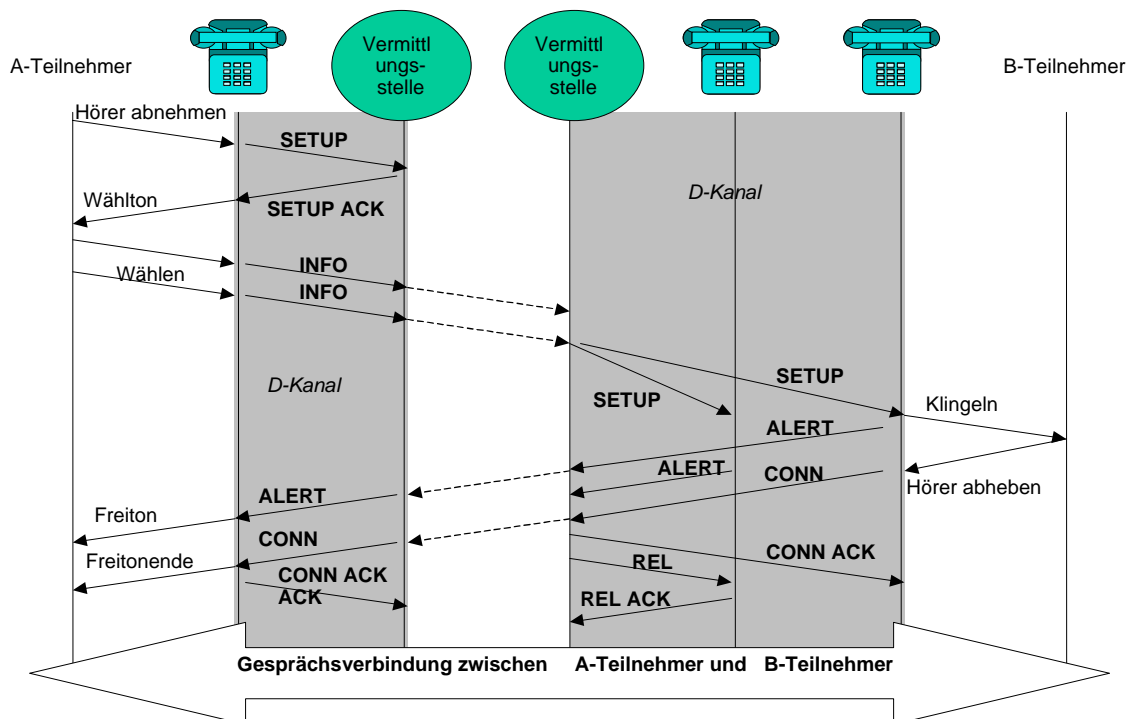 Vermittl
ungs-
stelle
Vermittl
ungs-
stelle
A-Teilnehmer
B-Teilnehmer
Hörer abnehmen
SETUP
D-Kanal
Wählton
SETUP ACK
INFO
Wählen
INFO
D-Kanal
SETUP
SETUP
Klingeln
ALERT
ALERT
CONN
Hörer abheben
ALERT
Freiton
CONN
CONN ACK
Freitonende
REL
CONN ACK
ACK
REL ACK
Gesprächsverbindung zwischen A-Teilnehmer und B-Teilnehmer